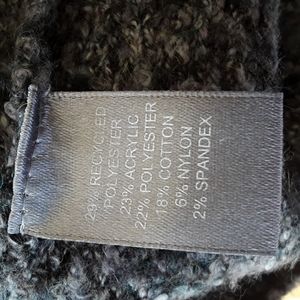 29% RECYCLED
POLYESTER
23% ACRYLIC
22% POLYESTER
18% COTTON
6% NYLON
2% SPANDEX